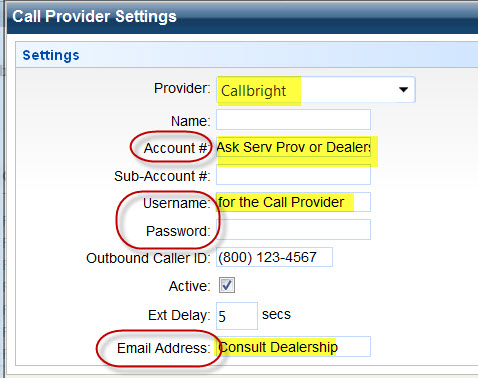 Call Provider Settings
Settings
Provider: Callbright
Name:
Account #: Ask Serv Prov or Dealers
Sub-Account #:
Username: for the Call Provider
Password:
Outbound Caller ID: (800) 123-4567
Active:
Ext Delay: 5 secs
Email Address: Consult Dealership